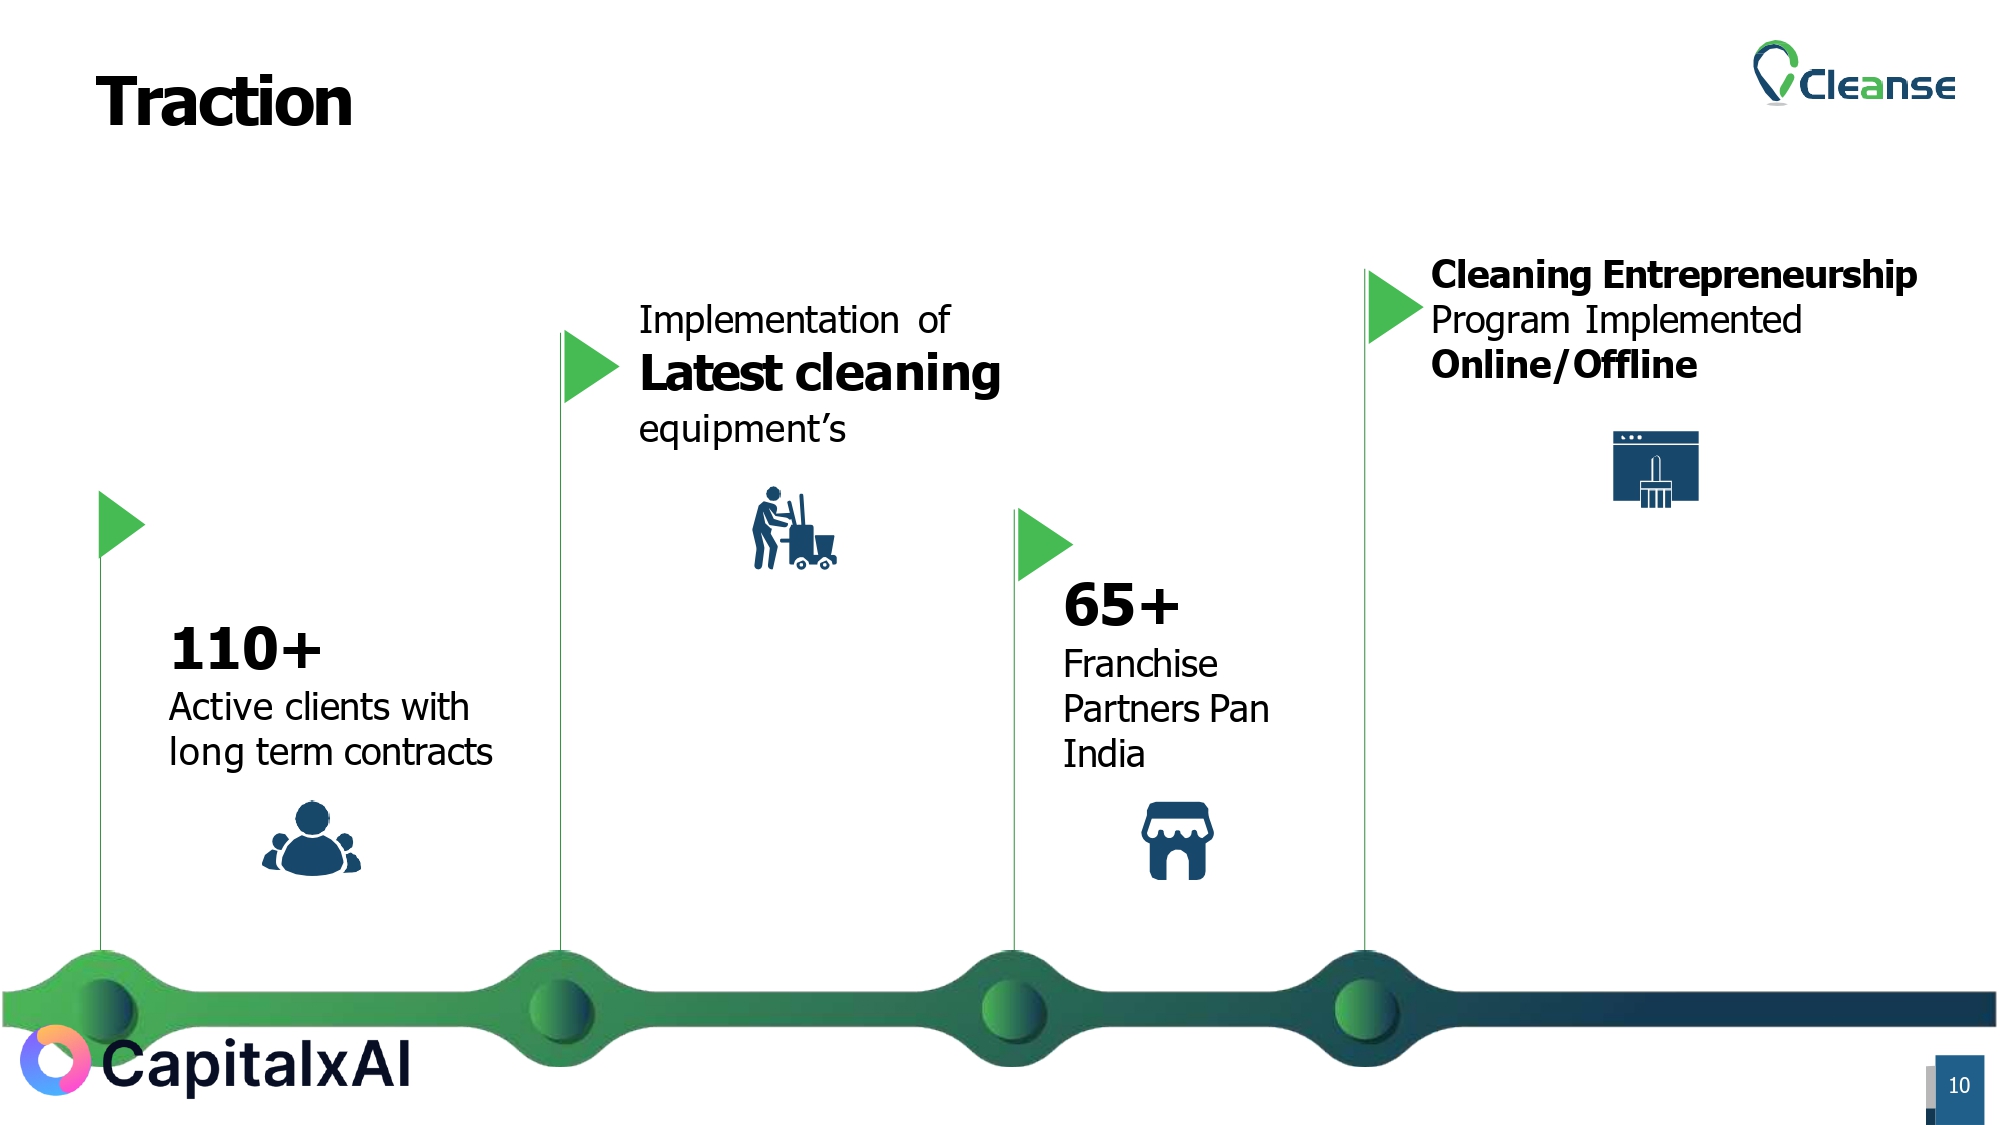 Traction
Cleanse
110+
Active clients with
long term contracts
Implementation of
Latest cleaning
equipment’s
65+
Franchise
Partners Pan
India
Cleaning Entrepreneurship
Program Implemented
Online/Offline
CapitalxAI
10